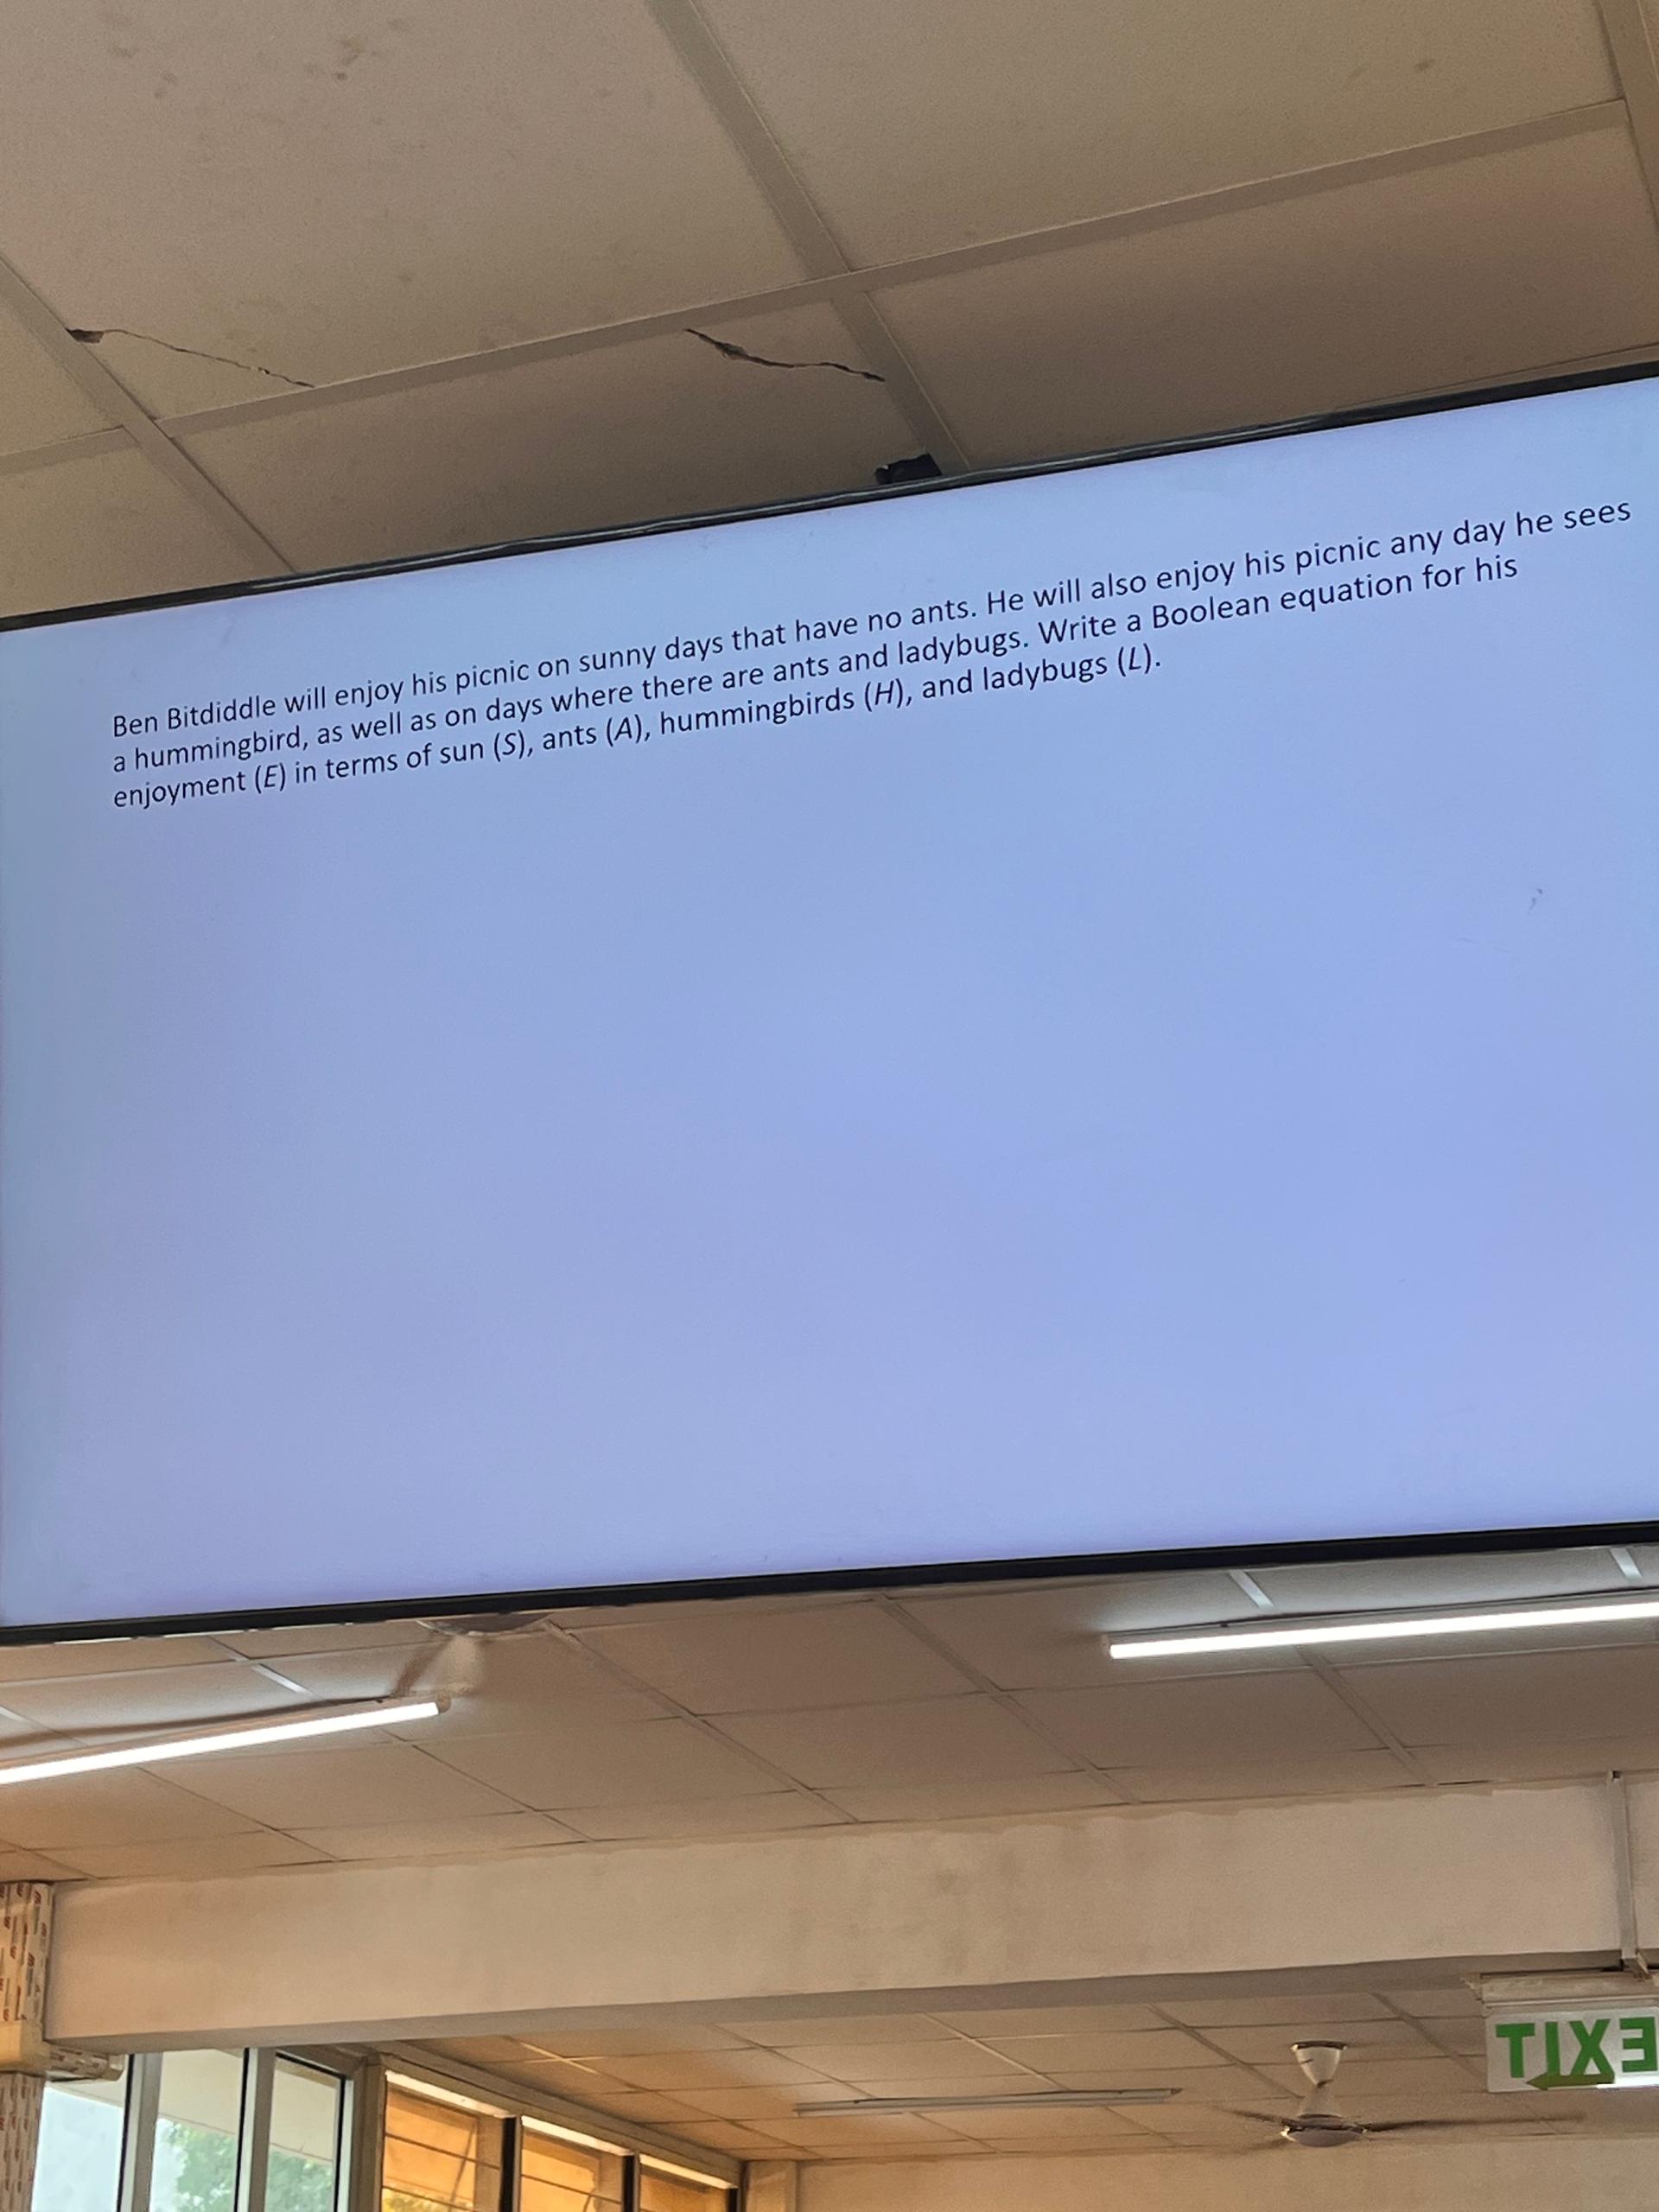 Ben Bitdiddle will enjoy his picnic on sunny days that have no ants. He will also enjoy his picnic any day he sees
a hummingbird, as well as on days where there are ants and ladybugs. Write a Boolean equation for his
enjoyment (E) in terms of sun (S), ants (A), hummingbirds (H), and ladybugs (L).
EXIT